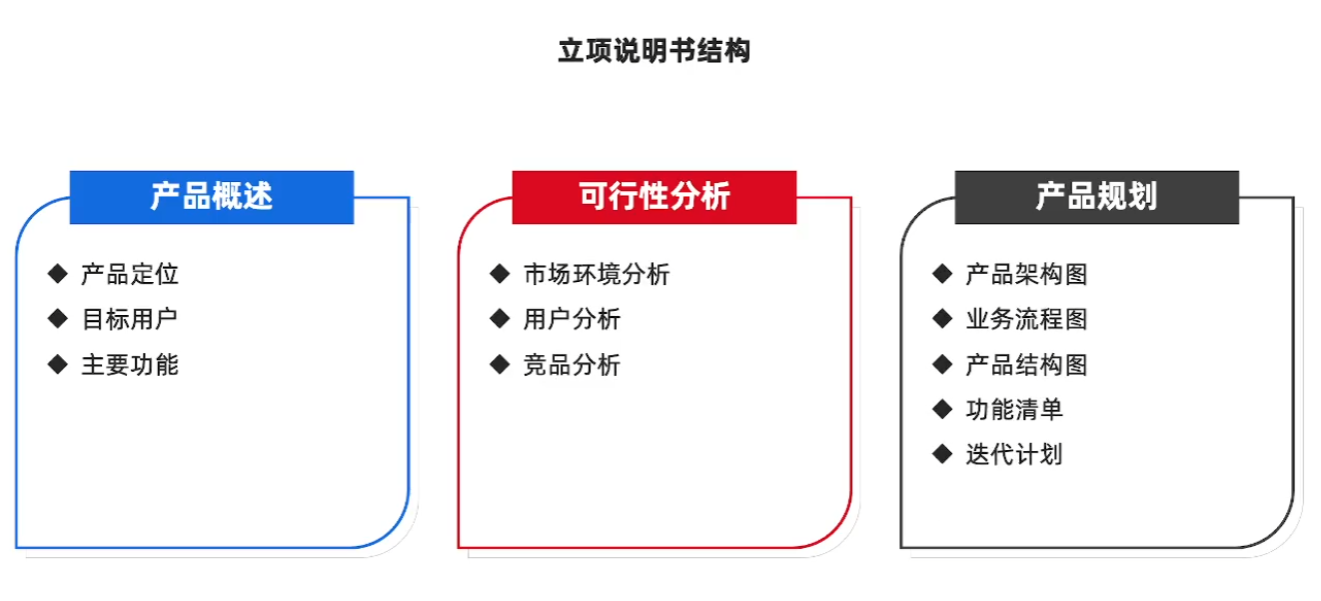 立项说明书结构
产品概述
产品定位
目标用户
主要功能
可行性分析
市场环境分析
用户分析
竞品分析
产品规划
产品架构图
业务流程图
产品结构图
功能清单
迭代计划